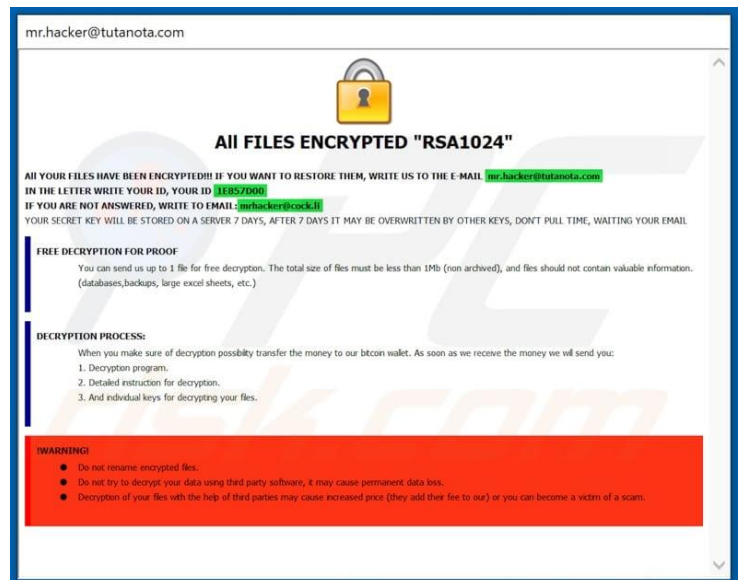 mr.hacker@tutanota.com
All FILES ENCRYPTED "RSA1024"
All YOUR FILES HAVE BEEN ENCRYPTED!!! IF YOU WANT TO RESTORE THEM, WRITE US TO THE E-MAIL mr.hacker@tutanota.com
IN THE LETTER WRITE YOUR ID, YOUR ID 1E857D00
IF YOU ARE NOT ANSWERED, WRITE TO EMAIL: mrhacker@cock.li
YOUR SECRET KEY WILL BE STORED ON A SERVER 7 DAYS, AFTER 7 DAYS IT MAY BE OVERWRITTEN BY OTHER KEYS, DON'T PULL TIME, WAITING YOUR EMAIL
FREE DECRYPTION FOR PROOF
You can send us up to 1 file for free decryption. The total size of files must be less than 1Mb (non archived), and files should not contain valuable information.
(databases,backups, large excel sheets, etc.)
DECRYPTION PROCESS:
When you make sure of decryption possibility transfer the money to our bitcoin wallet. As soon as we receive the money we will send you:
1. Decryption program.
2. Detailed instruction for decryption.
3. And individual keys for decrypting your files.
!WARNING!
● Do not rename encrypted files.
● Do not try to decrypt your data using third party software, it may cause permanent data loss.
● Decryption of your files with the help of third parties may cause increased price (they add their fee to our) or you can become a victim of a scam.
PC
risk.com